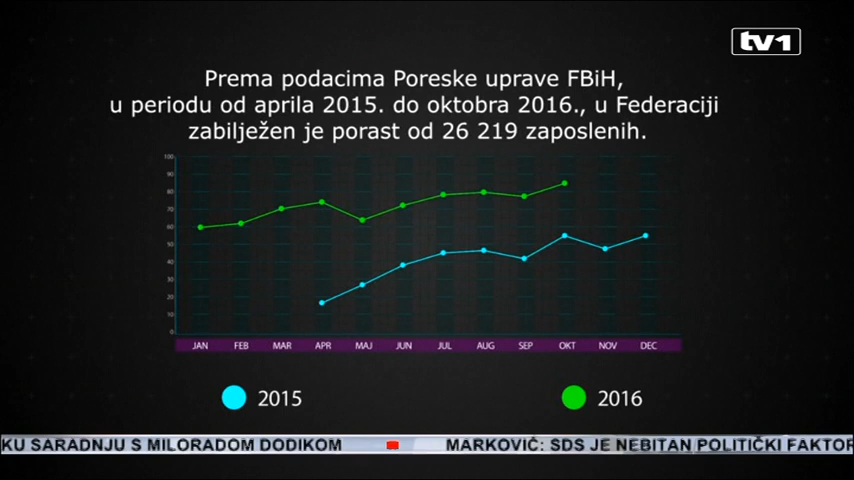 tv1
Prema podacima Poreske uprave FBiH,
u periodu od aprila 2015. do oktobra 2016., u Federaciji
zabilježen je porast od 26 219 zaposlenih.
100
90
80
70
60
50
40
30
20
10
0
JAN FEB MAR APR MAJ JUN JUL AUG SEP OKT NOV DEC
2015 2016
KU SARADNJU S MILORADOM DODIKOM MARKOVIČ: SDS JE NEBITAN POLITIČKI FAKTOR